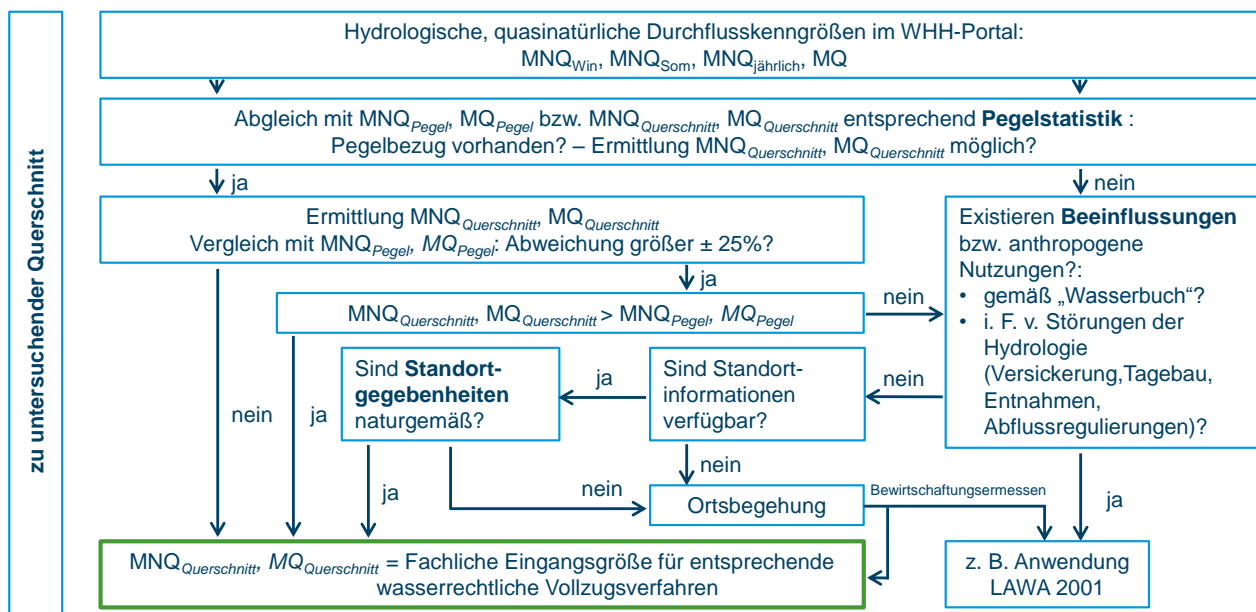 zu untersuchender Querschnitt
Hydrologische, quasinatürliche Durchflusskenngrößen im WHH-Portal:
MNQWin, MNQSom, MNQjährlich, MQ
Abgleich mit MNQPegel, MQPegel bzw. MNQQuerschnitt, MQQuerschnitt entsprechend Pegelstatistik :
Pegelbezug vorhanden? – Ermittlung MNQQuerschnitt, MQQuerschnitt möglich?
ja
nein
Ermittlung MNQQuerschnitt, MQQuerschnitt
Vergleich mit MNQPegel, MQPegel: Abweichung größer ± 25%?
Existieren Beeinflussungen
bzw. anthropogene
Nutzungen?:
• gemäß „Wasserbuch“?
• i. F. v. Störungen der
Hydrologie
(Versickerung,Tagebau,
Entnahmen,
Abflussregulierungen)?
ja
nein
MNQQuerschnitt, MQQuerschnitt > MNQPegel, MQPegel
Sind Standort-
gegebenheiten
naturgemäß?
ja
Sind Standort-
informationen
verfügbar?
nein
nein
ja
ja
nein
nein
Ortsbegehung
Bewirtschaftungsermessen
ja
MNQQuerschnitt, MQQuerschnitt = Fachliche Eingangsgröße für entsprechende
wasserrechtliche Vollzugsverfahren
z. B. Anwendung
LAWA 2001